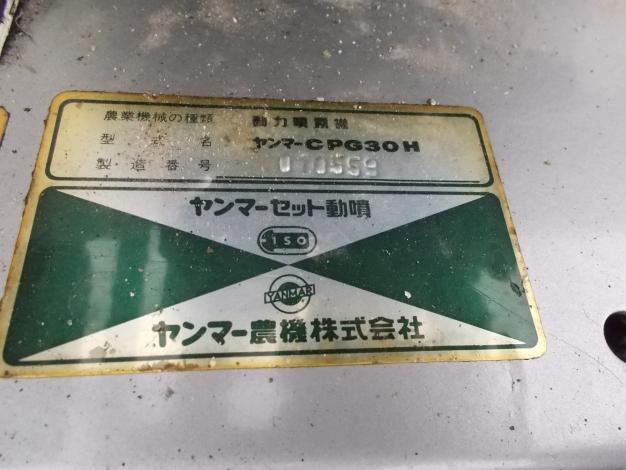 農業機械の種類 動力噴霧機
型式名 ヤンマーCPG30H
製造番号 010559
ヤンマーセット動噴
ISO
YANMAR
ヤンマー農機株式会社